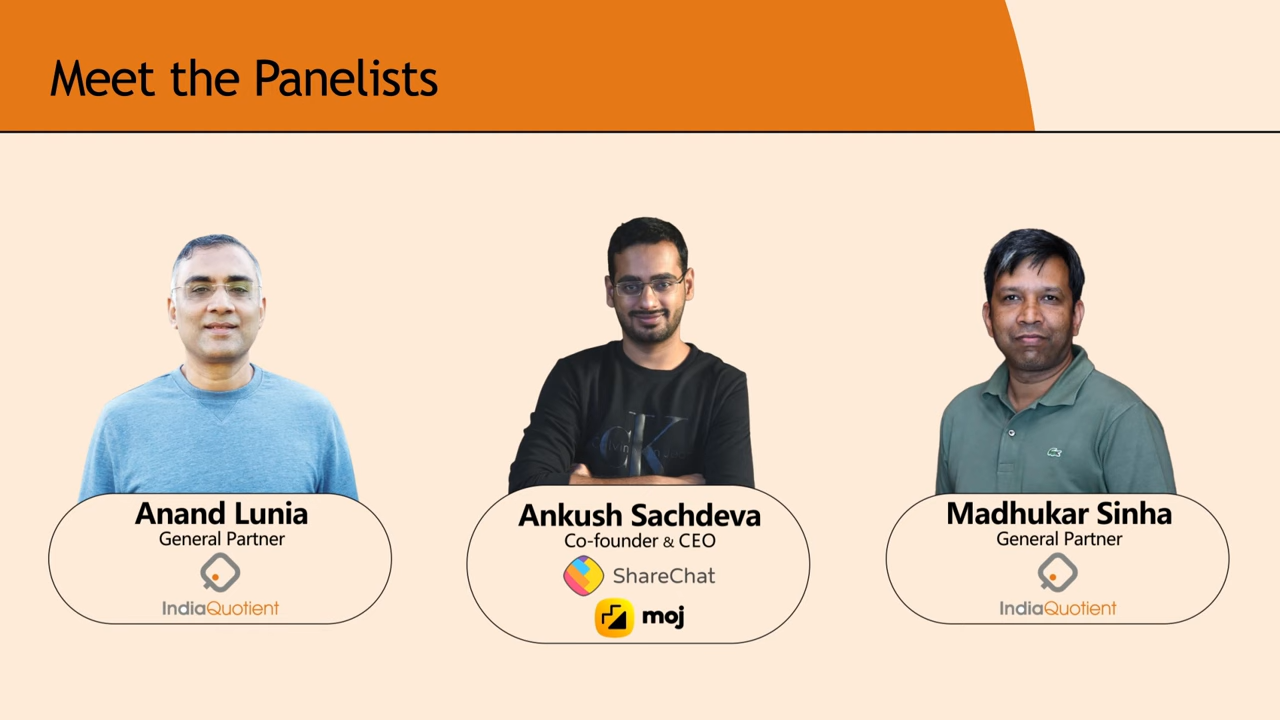 Meet the Panelists
Anand Lunia
General Partner
IndiaQuotient
Ankush Sachdeva
Co-founder & CEO
ShareChat
moj
Madhukar Sinha
General Partner
IndiaQuotient
CK